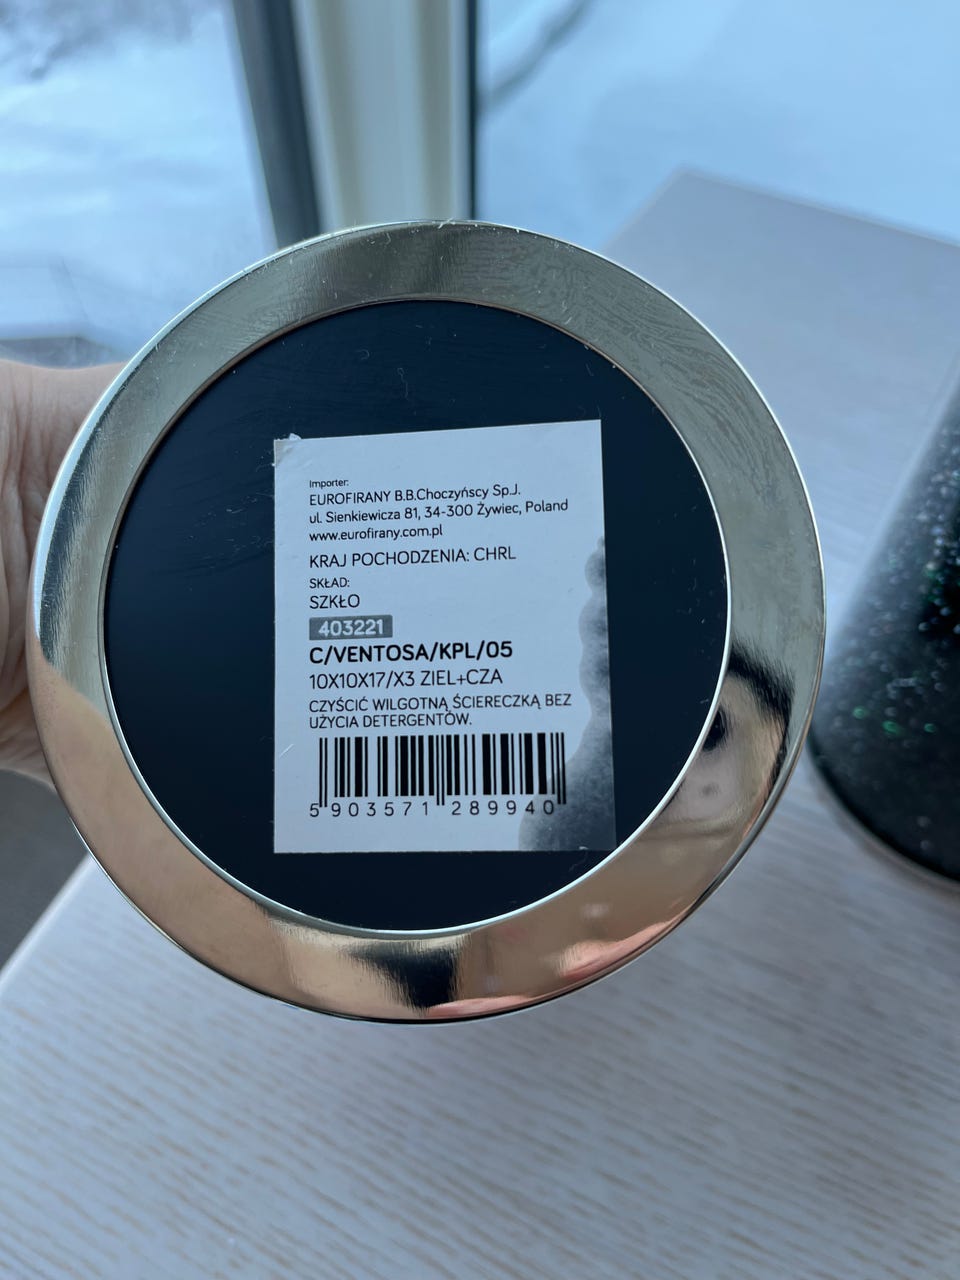 Importer:
EUROFIRANY B.B.Choczyńscy Sp.J.
ul. Sienkiewicza 81, 34-300 Żywiec, Poland
www.eurofirany.com.pl
KRAJ POCHODZENIA: CHRL
SKŁAD:
SZKŁO
403221
C/VENTOSA/KPL/05
10X10X17/X3 ZIEL+CZA
CZYŚCIĆ WILGOTNĄ ŚCIERECZKĄ BEZ
UŻYCIA DETERGENTÓW.
5 903571 289940